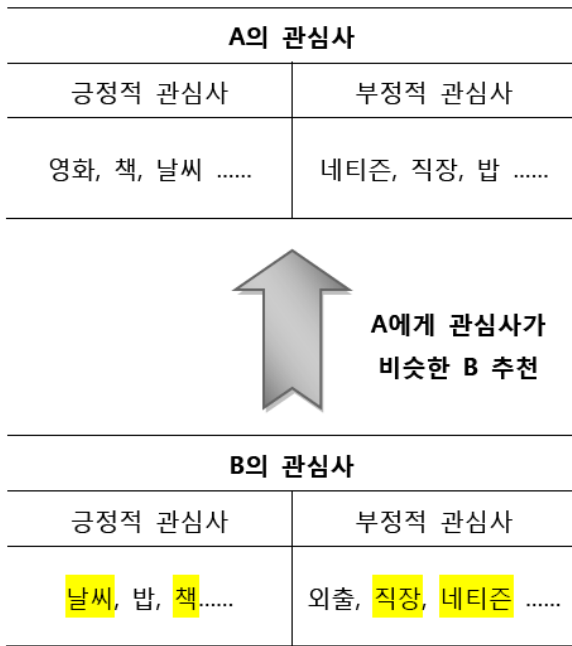 A의 관심사
긍정적 관심사 부정적 관심사
영화, 책, 날씨 …… 네티즌, 직장, 밥 ……
A에게 관심사가
비슷한 B 추천
B의 관심사
긍정적 관심사 부정적 관심사
날씨, 밥, 책…… 외출, 직장, 네티즌 ……